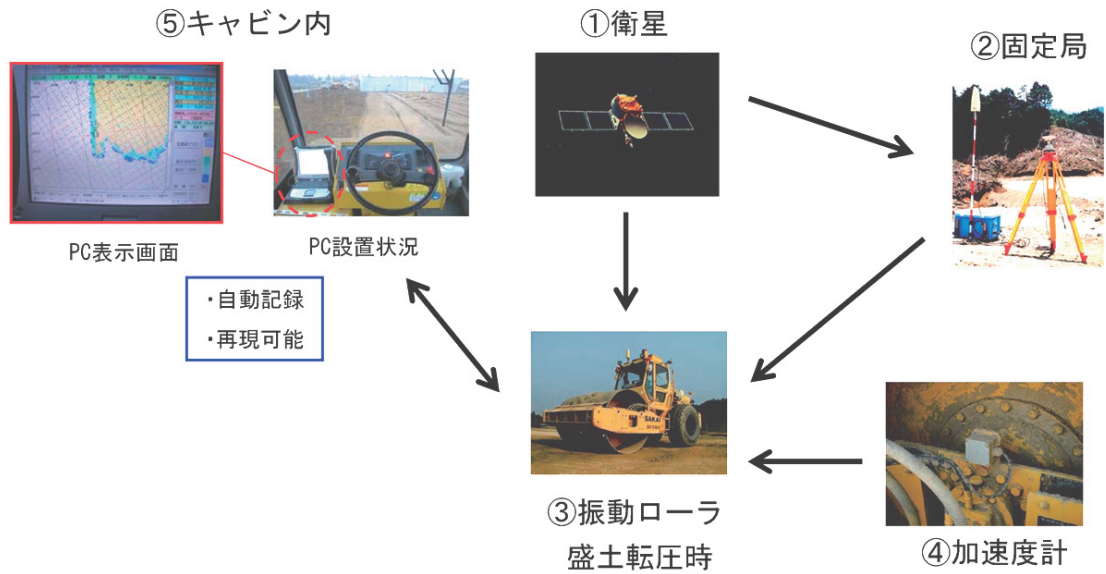 ⑤キャビン内
①衛星
②固定局
PC表示画面
PC設置状況
・自動記録
・再現可能
SAKAI
③振動ローラ
盛土転圧時
④加速度計